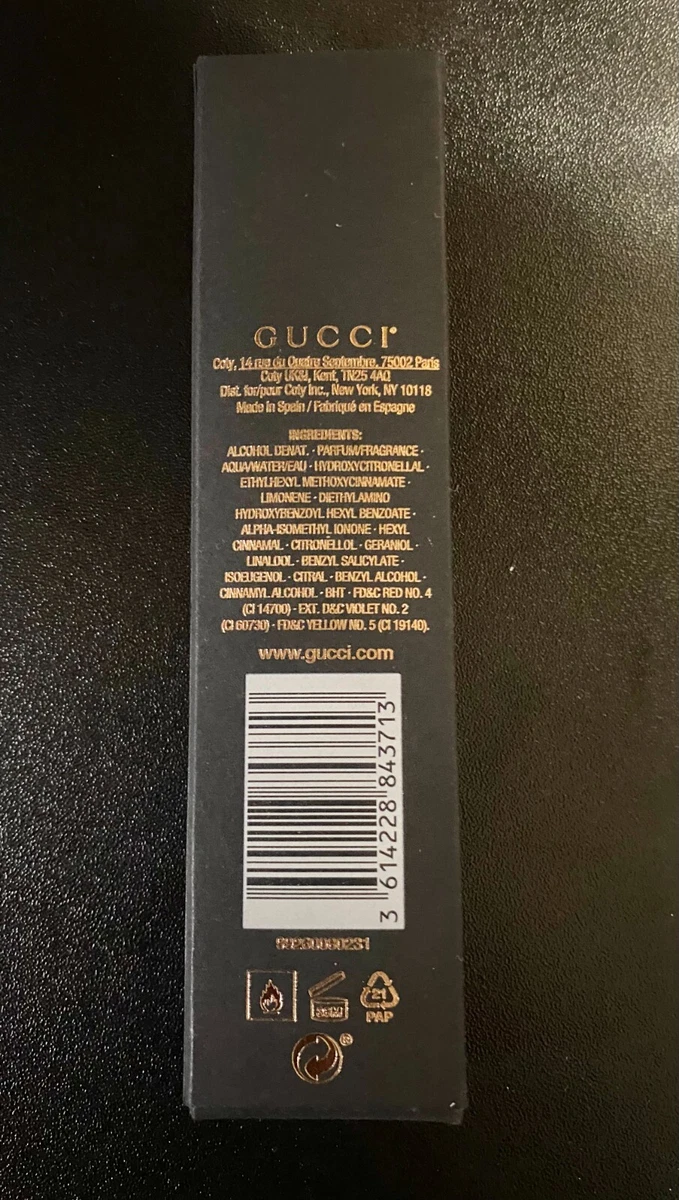 GUCCI
Coty, 14 rue du Quatre Septembre, 75002 Paris
Coty UK&I, Kent, TN25 4AQ
Dist. for/pour Coty Inc., New York, NY 10118
Made in Spain / Fabriqué en Espagne
INGREDIENTS:
ALCOHOL DENAT. · PARFUM/FRAGRANCE ·
AQUA/WATER/EAU · HYDROXYCITRONELLAL ·
ETHYLHEXYL METHOXYCINNAMATE ·
LIMONENE · DIETHYLAMINO
HYDROXYBENZOYL HEXYL BENZOATE ·
ALPHA-ISOMETHYL IONONE · HEXYL
CINNAMAL · CITRONELLOL · GERANIOL ·
LINALOOL · BENZYL SALICYLATE ·
ISOEUGENOL · CITRAL · BENZYL ALCOHOL ·
CINNAMYL ALCOHOL · BHT · FD&C RED NO. 4
(CI 14700) · EXT. D&C VIOLET NO. 2
(CI 60730) · FD&C YELLOW NO. 5 (CI 19140).
www.gucci.com
3 614228 843713
21
PAP
®